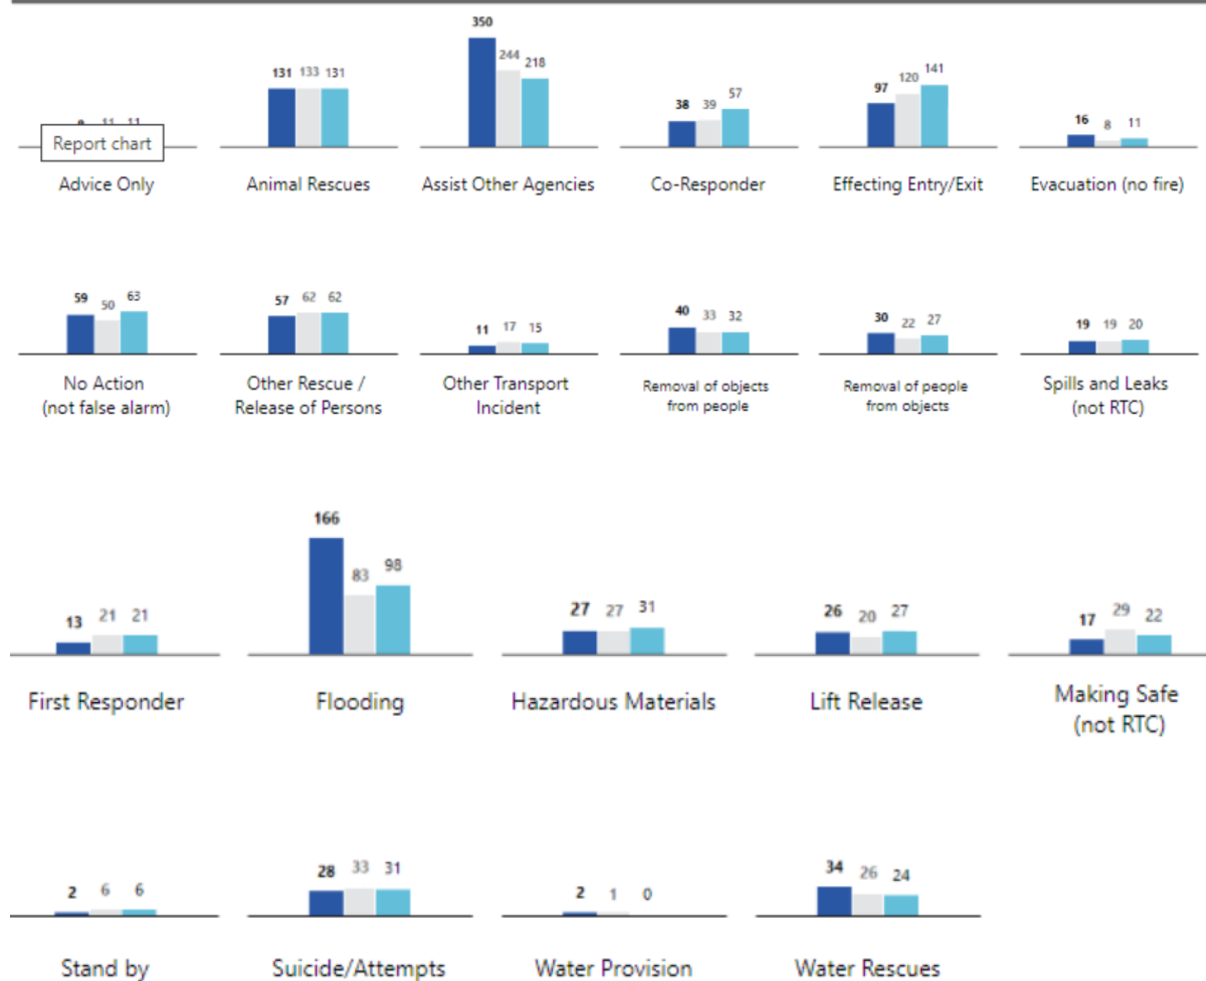 350
244
218
131 133 131
38 39 57
97 120 141
16 8 11
11 11
Report chart
Advice Only
Animal Rescues
Assist Other Agencies
Co-Responder
Effecting Entry/Exit
Evacuation (no fire)
59 50 63
57 62 62
11 17 15
40 33 32
30 22 27
19 19 20
No Action
(not false alarm)
Other Rescue /
Release of Persons
Other Transport
Incident
Removal of objects
from people
Removal of people
from objects
Spills and Leaks
(not RTC)
13 21 21
166 83 98
27 27 31
26 20 27
17 29 22
First Responder
Flooding
Hazardous Materials
Lift Release
Making Safe
(not RTC)
2 6 6
28 33 31
2 1 0
34 26 24
Stand by
Suicide/Attempts
Water Provision
Water Rescues